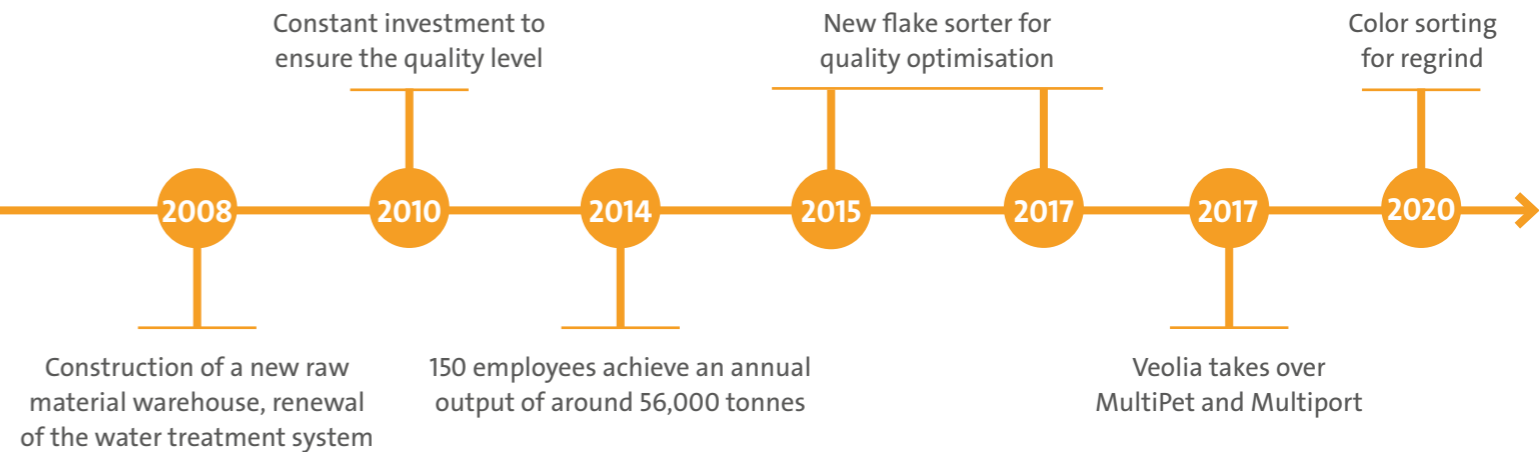 Constant investment to
ensure the quality level
New flake sorter for
quality optimisation
Color sorting
for regrind
2008
2010
2014
2015
2017
2017
2020
Construction of a new raw
material warehouse, renewal
of the water treatment system
150 employees achieve an annual
output of around 56,000 tonnes
Veolia takes over
MultiPet and Multiport